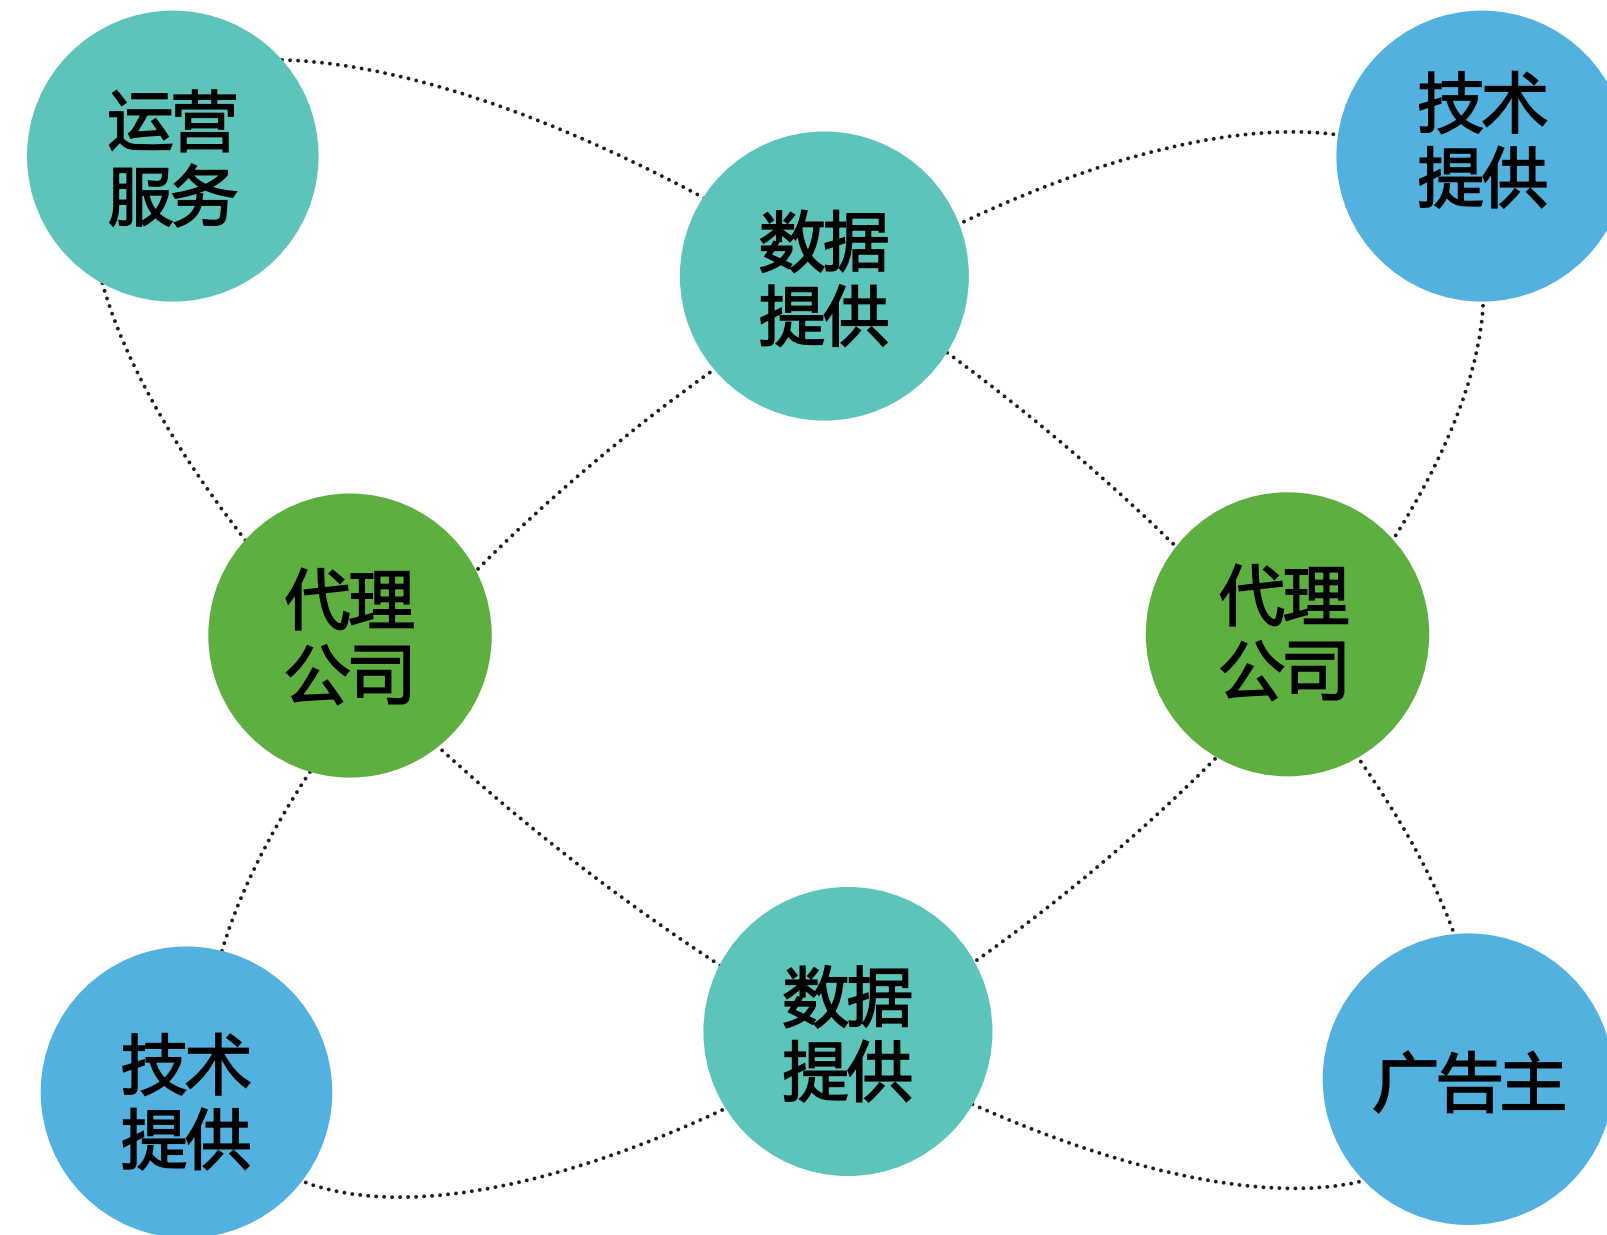 运营
服务
技术
提供
数据
提供
代理
公司
代理
公司
数据
提供
技术
提供
广告主